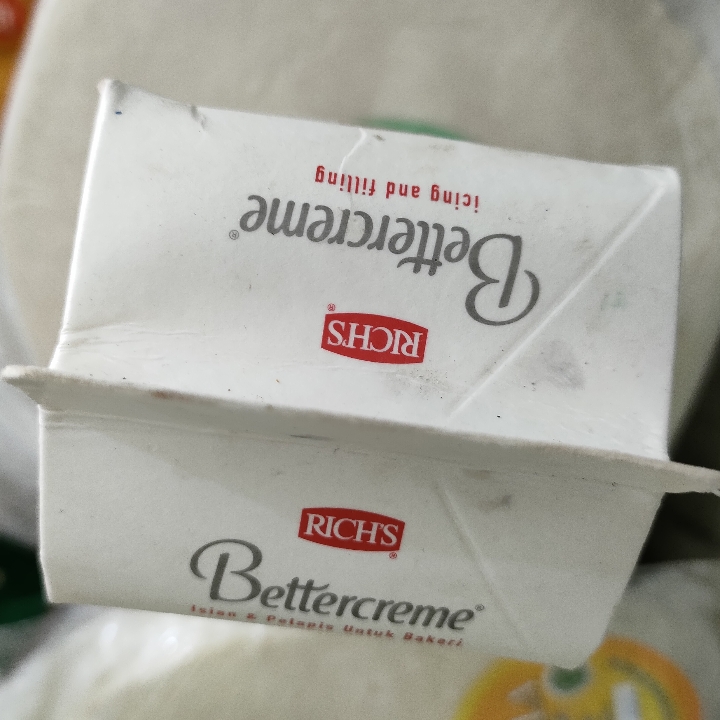 RICH'S®
Bettercreme®
icing and filling
RICH'S®
Bettercreme®
Isian & Pelapis Untuk Bakeri